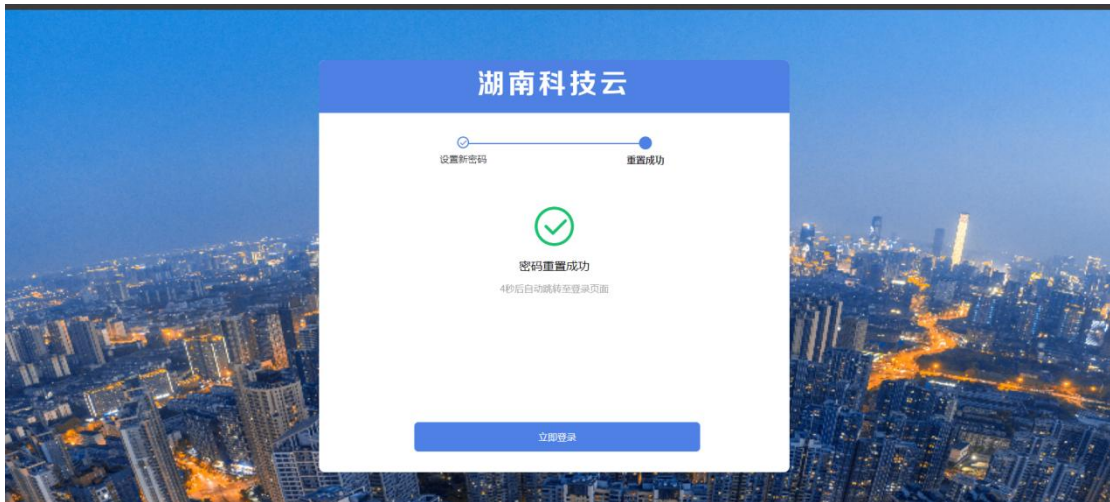 湖南科技云
设置新密码
重置成功
密码重置成功
4秒后自动跳转至登录页面
立即登录